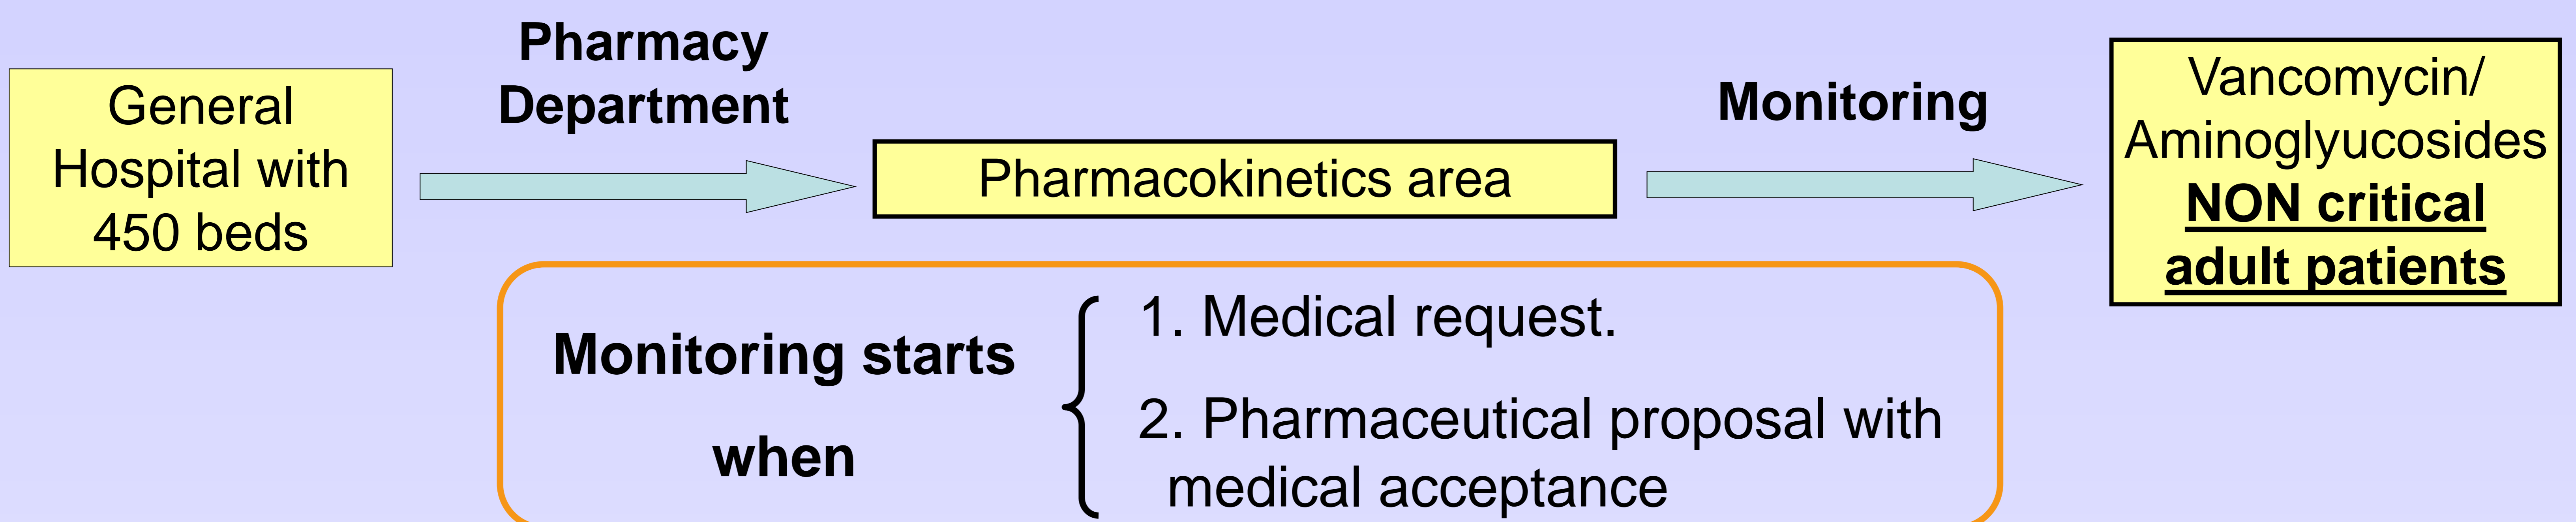 General
Hospital with
450 beds
Pharmacy
Department
Pharmacokinetics area
Monitoring
Vancomycin/
Aminoglyucosides
NON critical
adult patients
Monitoring starts
when
1. Medical request.
2. Pharmaceutical proposal with
medical acceptance